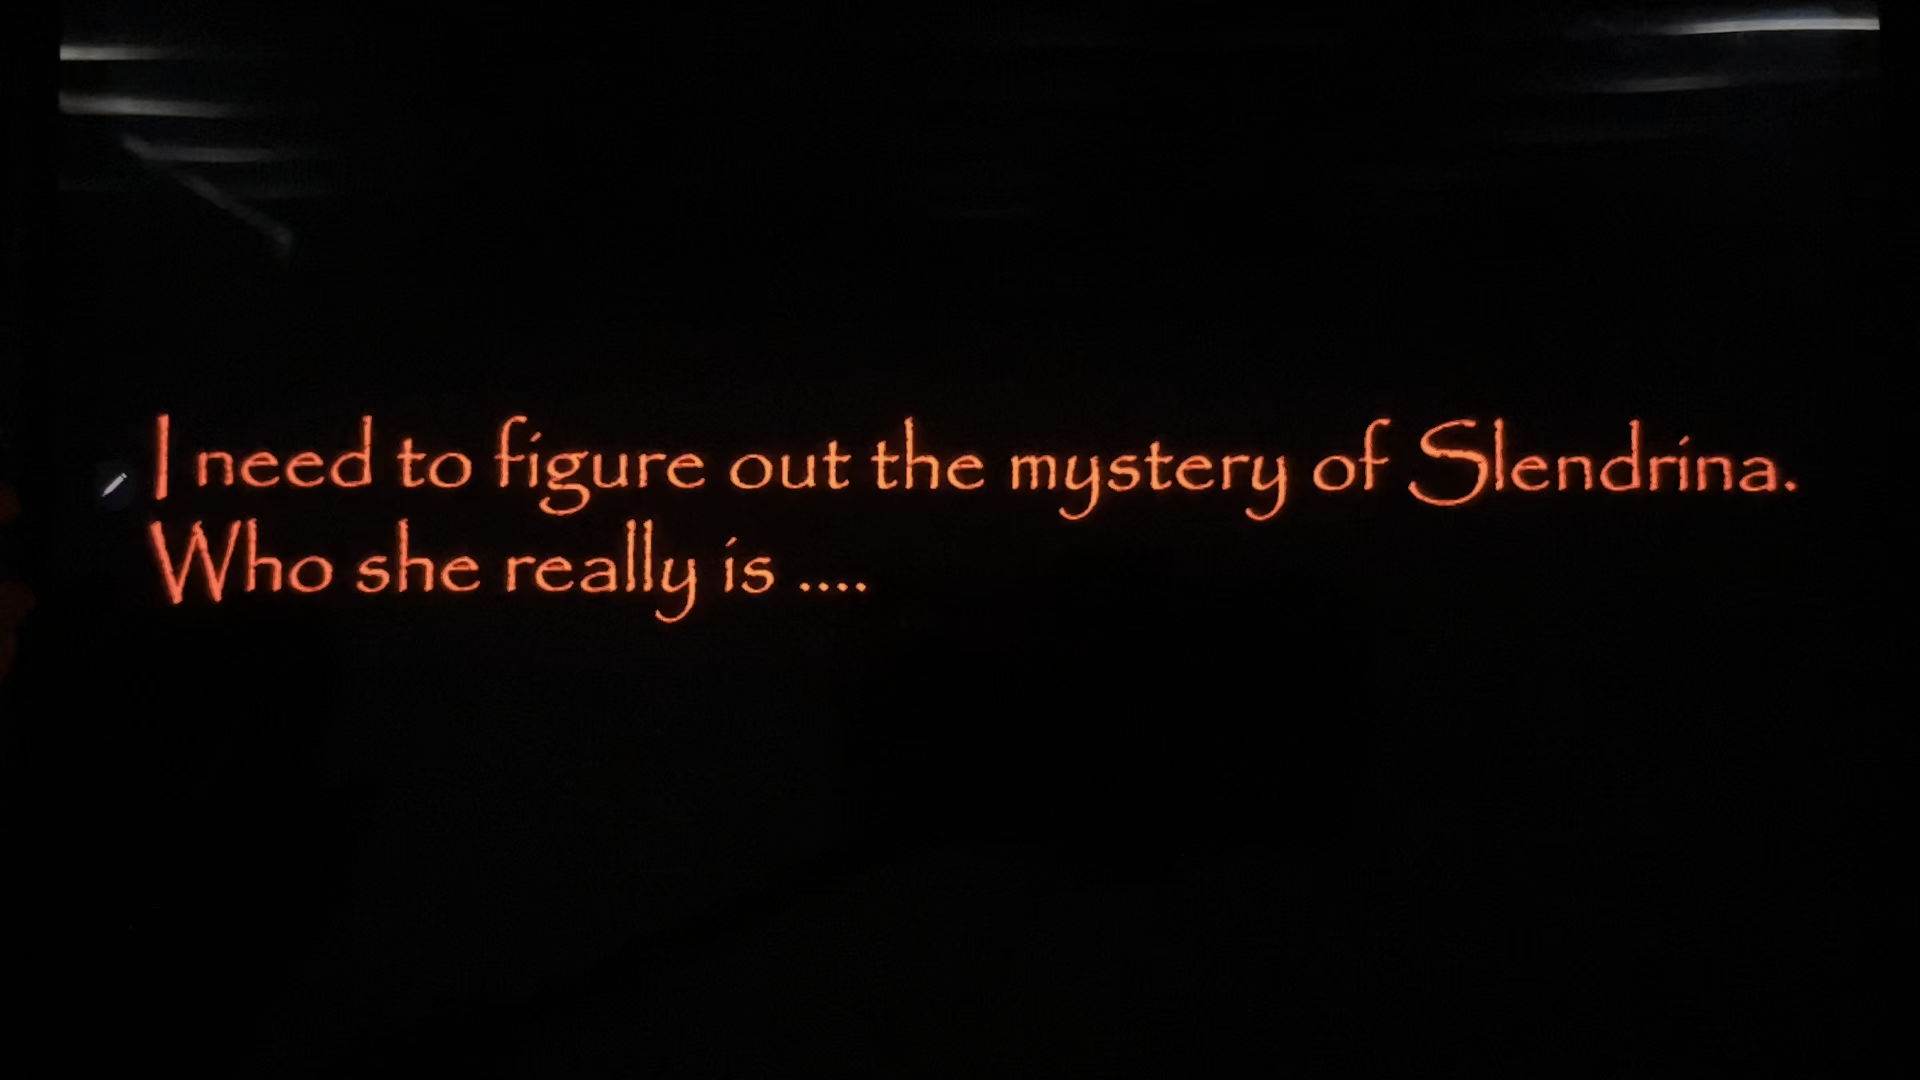 I need to figure out the mystery of Slendrina.
Who she really is ....